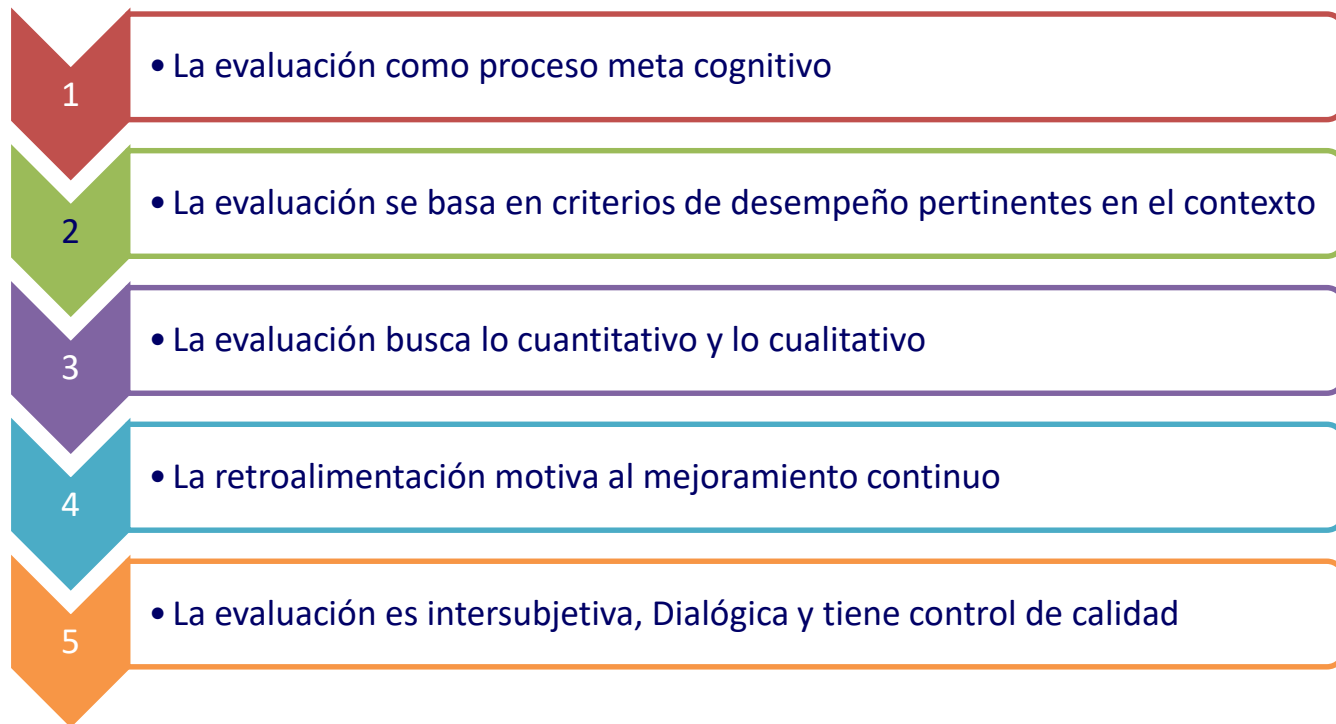 1
• La evaluación como proceso meta cognitivo
2
• La evaluación se basa en criterios de desempeño pertinentes en el contexto
3
• La evaluación busca lo cuantitativo y lo cualitativo
4
• La retroalimentación motiva al mejoramiento continuo
5
• La evaluación es intersubjetiva, Dialógica y tiene control de calidad